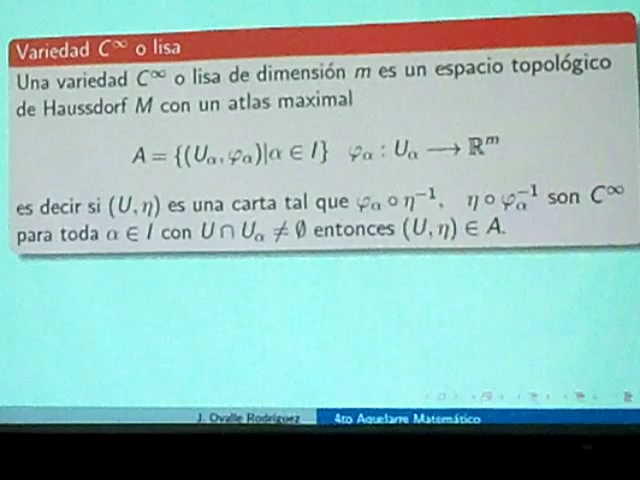 Variedad C^∞ o lisa
Una variedad C^∞ o lisa de dimensión m es un espacio topológico
de Haussdorf M con un atlas maximal
A = {(U_α, φ_α)|α ∈ I}   φ_α : U_α ⟶ ℝ^m
es decir si (U, η) es una carta tal que φ_α ∘ η^{-1},   η ∘ φ_α^{-1} son C^∞
para toda α ∈ I con U ∩ U_α ≠ ∅ entonces (U, η) ∈ A.
J. Ovalle Rodríguez   4to Aquelarre Matemático